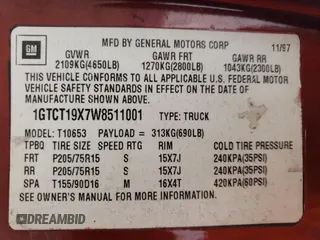 GM
MFD BY GENERAL MOTORS CORP 11/97
GVWR GAWR FRT GAWR RR
2109KG(4650LB) 1270KG(2800LB) 1043KG(2300LB)
THIS VEHICLE CONFORMS TO ALL APPLICABLE U.S. FEDERAL MOTOR
VEHICLE SAFETY STANDARDS IN EFFECT ON THE DATE OF
MANUFACTURE SHOWN ABOVE.
1GTCT19X7W8511001 TYPE: TRUCK
MODEL: T10653 PAYLOAD = 313KG(690LB)
TPBQ TIRE SIZE SPEED RTG RIM COLD TIRE PRESSURE
FRT P205/75R15 S 15X7J 240KPA(35PSI)
RR P205/75R15 S 15X7J 240KPA(35PSI)
SPA T155/90D16 M 16X4T 420KPA(60PSI)
SEE OWNER'S MANUAL FOR MORE INFORMATION
DREAMBID